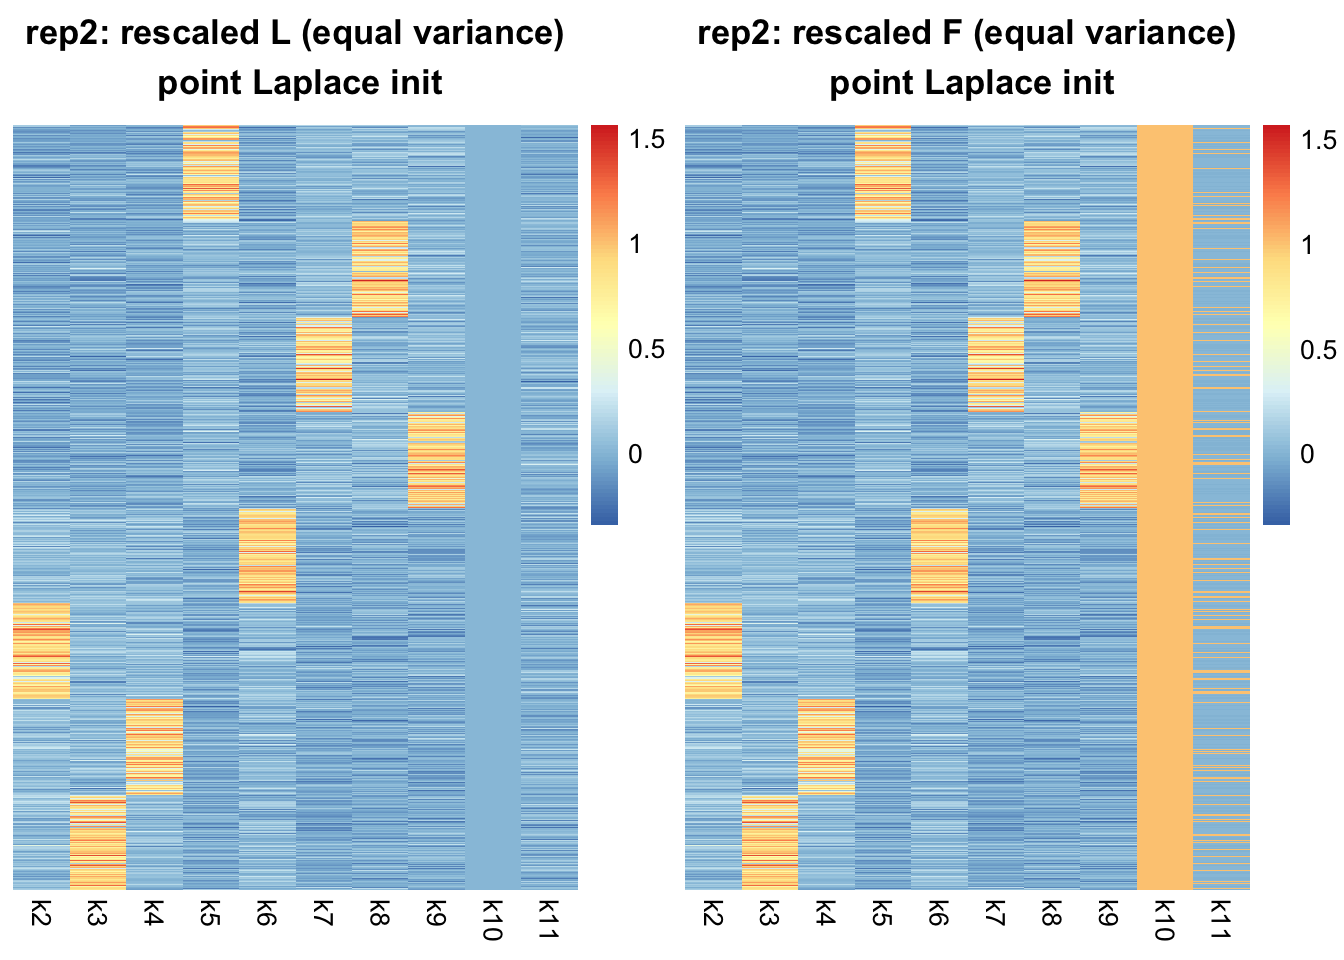 rep2: rescaled L (equal variance)
point Laplace init
1.5
1
0.5
0
k2
k3
k4
k5
k6
k7
k8
k9
k10
k11
rep2: rescaled F (equal variance)
point Laplace init
1.5
1
0.5
0
k2
k3
k4
k5
k6
k7
k8
k9
k10
k11